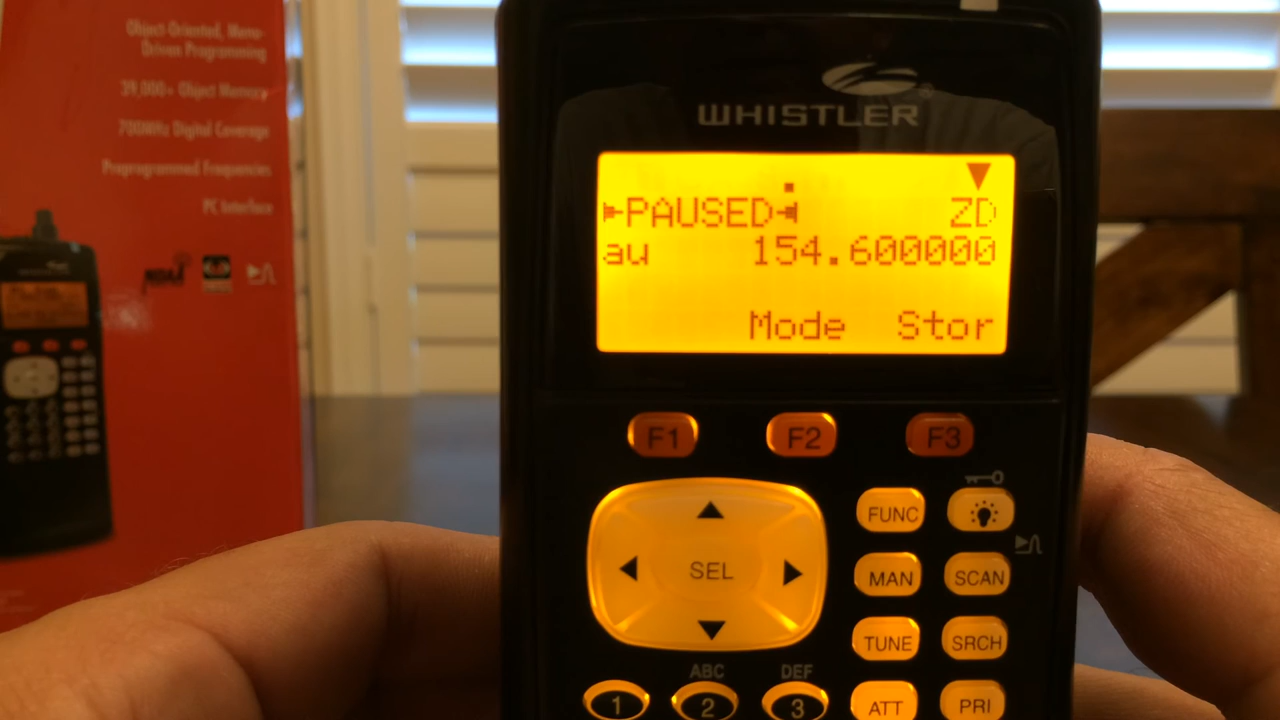 Object Oriented, Menu-
Driven Programming
39,000+ Object Memory
700MHz Digital Coverage
Preprogrammed Frequencies
PC Interface
WHISTLER
PAUSED ZD
aw 154.600000
Mode Stor
F1 F2 F3
FUNC
SEL
MAN SCAN
TUNE SRCH
ABC DEF
1 2 3 ATT PRI